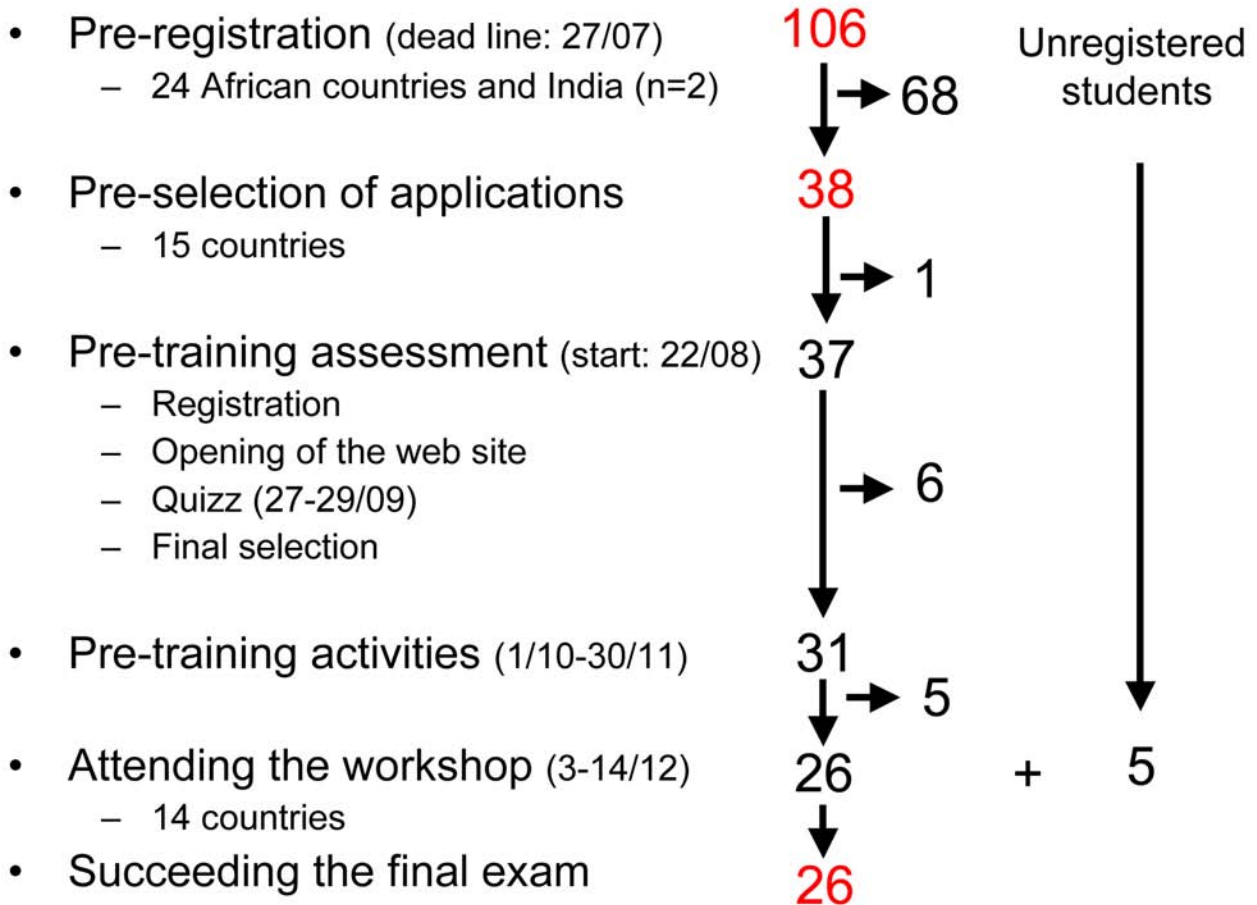 • Pre-registration (dead line: 27/07) 106 Unregistered
– 24 African countries and India (n=2) 68 students
• Pre-selection of applications 38
– 15 countries
1
• Pre-training assessment (start: 22/08) 37
– Registration
– Opening of the web site
– Quizz (27-29/09) 6
– Final selection
• Pre-training activities (1/10-30/11) 31
5
• Attending the workshop (3-14/12) 26 + 5
– 14 countries
• Succeeding the final exam 26